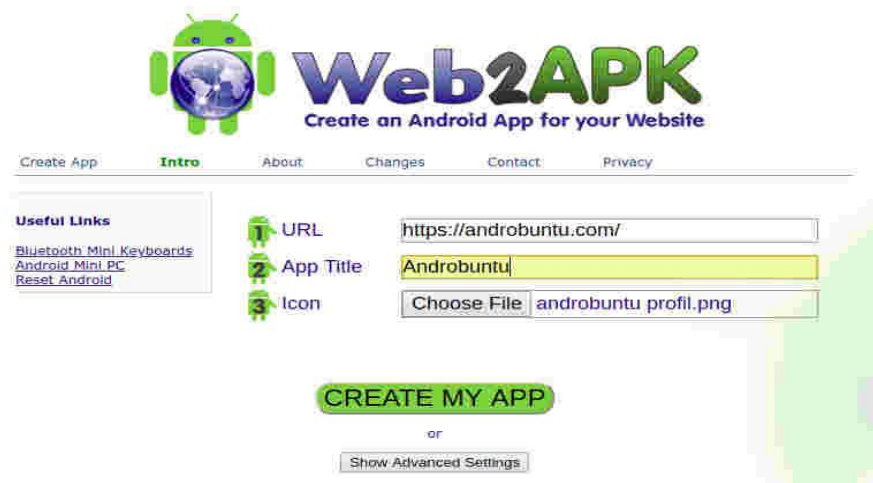 Web2APK
Create an Android App for your Website
Create App Intro About Changes Contact Privacy
Useful Links
Bluetooth Mini Keyboards
Android Mini PC
Reset Android
1 URL https://androbuntu.com/
2 App Title Androbuntu
3 Icon Choose File androbuntu profil.png
CREATE MY APP
or
Show Advanced Settings